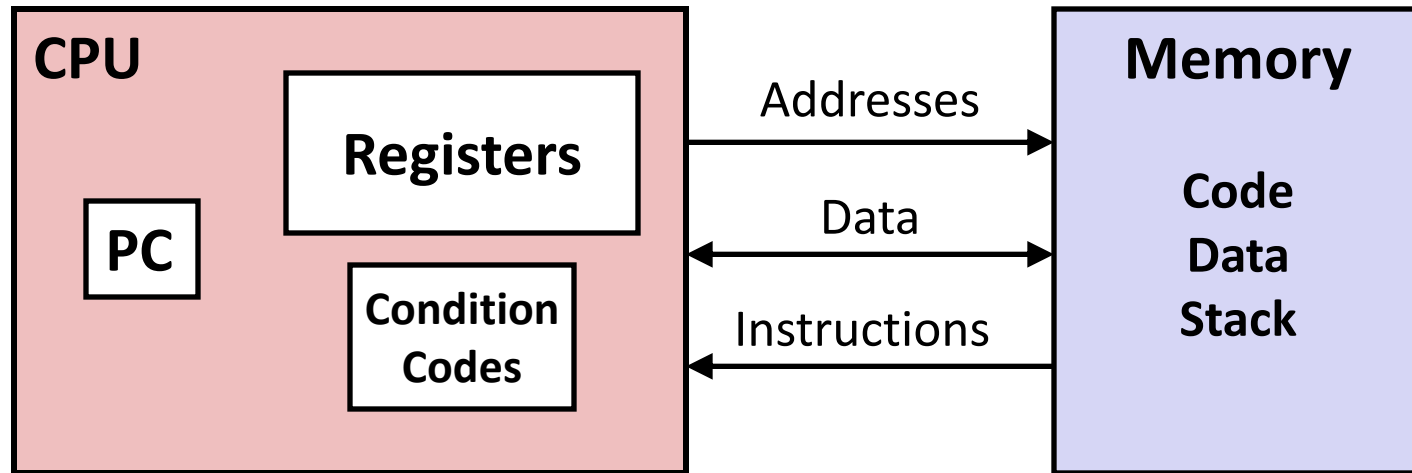 CPU
Registers
PC
Condition
Codes
Addresses
Data
Instructions
Memory
Code
Data
Stack